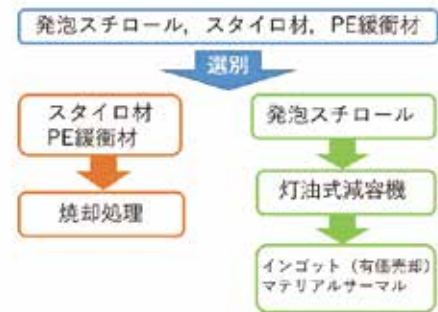 発泡スチロール,スタイロ材,PE緩衝材
選別
スタイロ材
PE緩衝材
焼却処理
発泡スチロール
灯油式減容機
インゴット(有価売却)
マテリアルサーマル